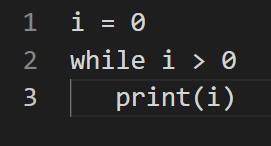 1 i = 0
2 while i > 0
3    print(i)